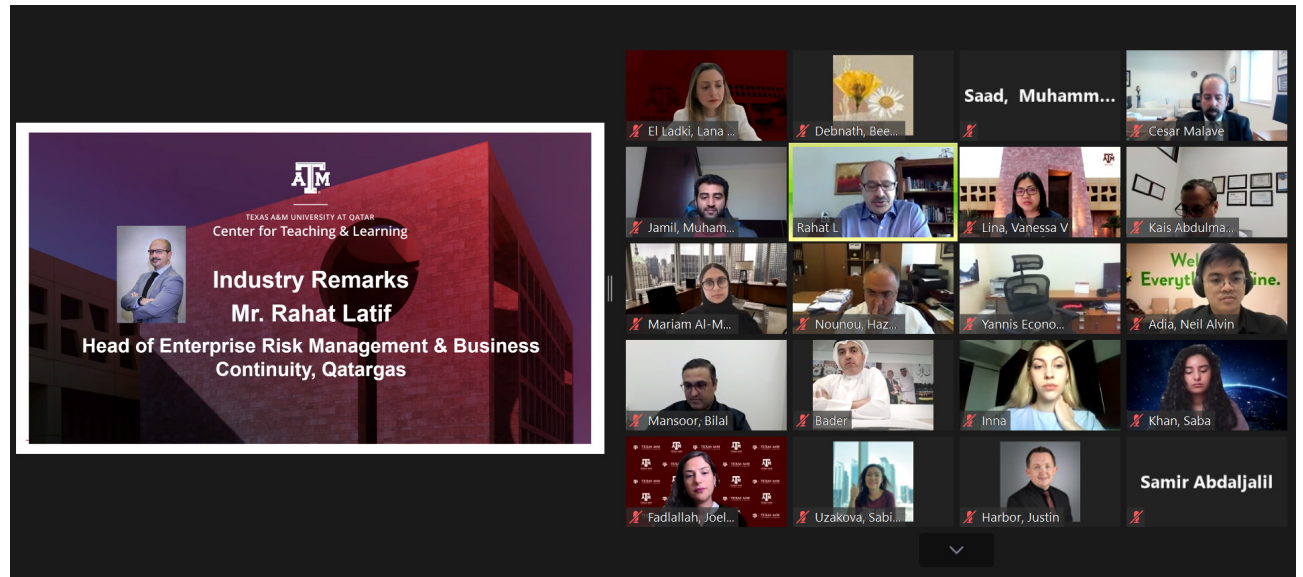 ATM
TEXAS A&M UNIVERSITY AT QATAR
Center for Teaching & Learning
Industry Remarks
Mr. Rahat Latif
Head of Enterprise Risk Management & Business
Continuity, Qatargas
El Ladki, Lana ...
Debnath, Bee...
Saad, Muhamm...
Cesar Malave
Jamil, Muham...
Rahat L
Lina, Vanessa V
Kais Abdulma...
Mariam Al-M...
Nounou, Haz...
Yannis Econo...
Adia, Neil Alvin
Mansoor, Bilal
Bader
Inna
Khan, Saba
Fadlallah, Joel...
Uzakova, Sabi...
Harbor, Justin
Samir Abdaljalil